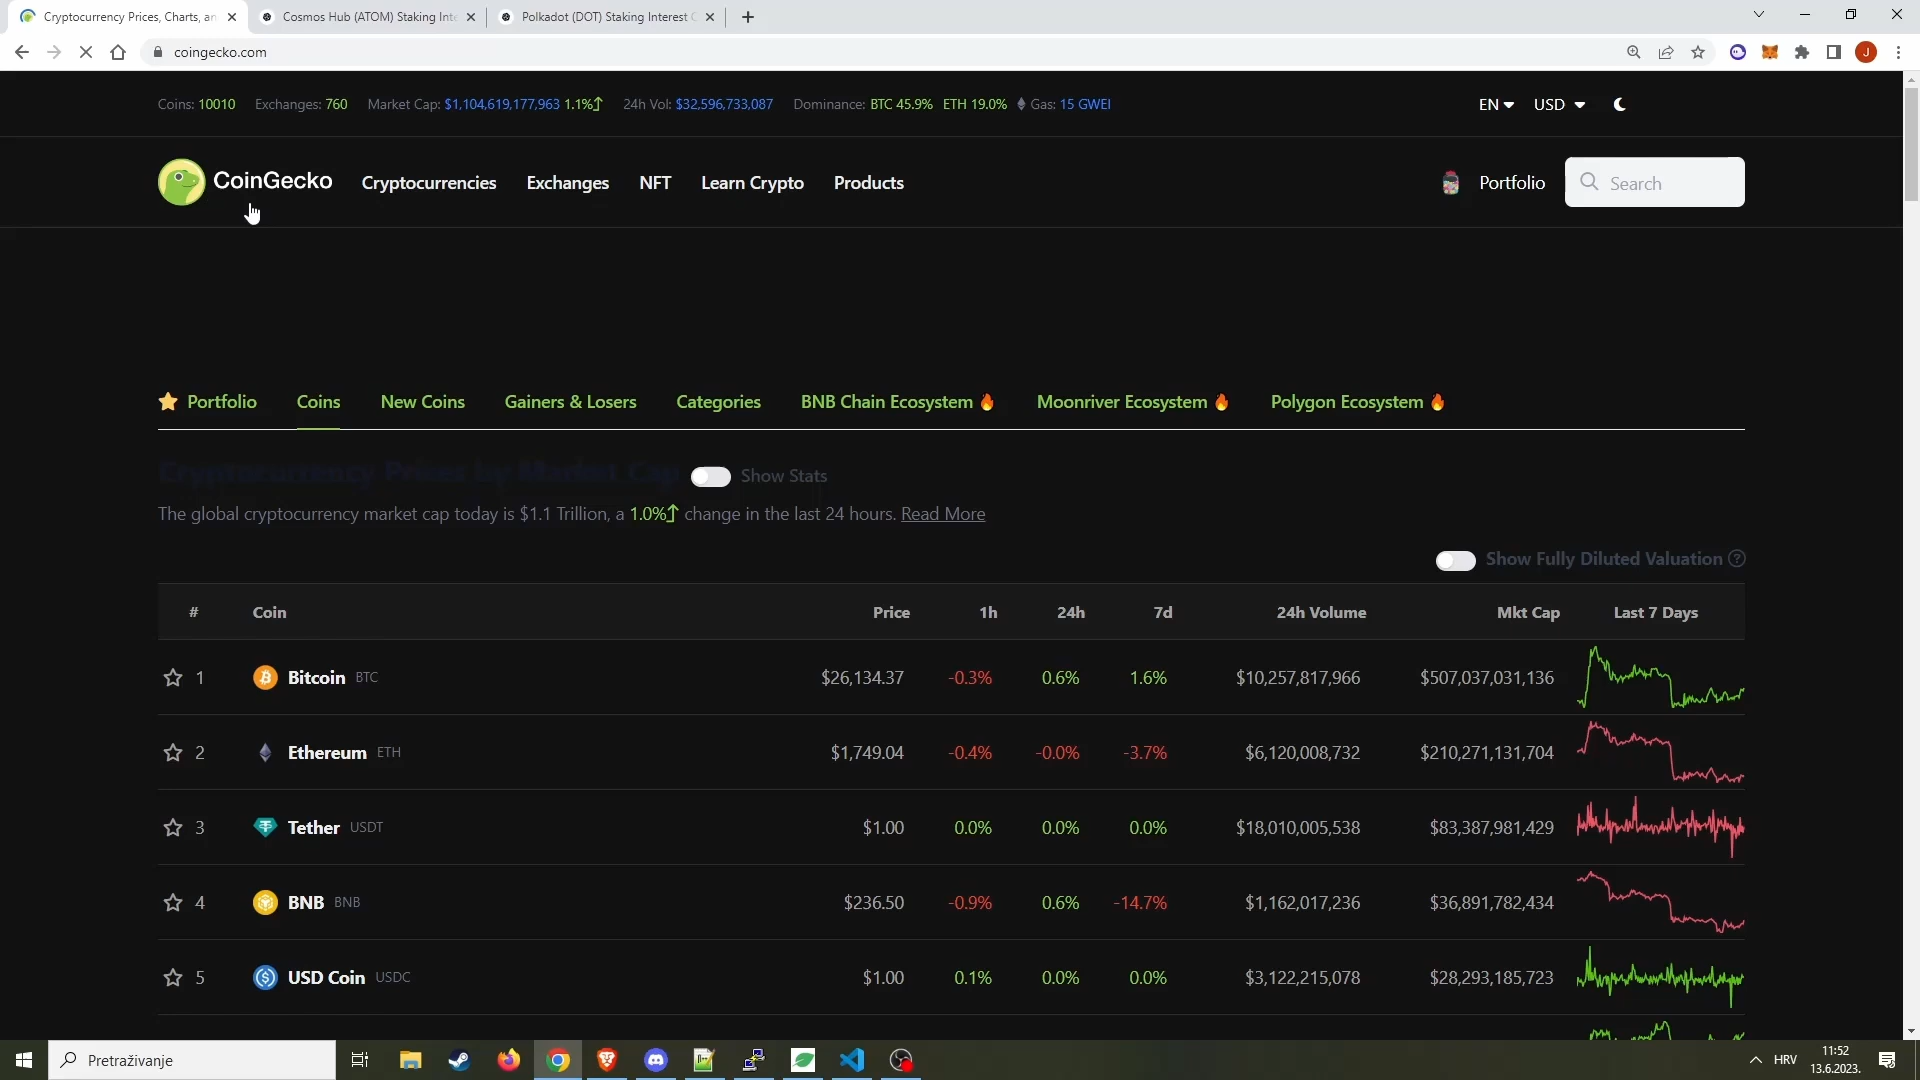 Cryptocurrency Prices, Charts, an
Cosmos Hub (ATOM) Staking Inte
Polkadot (DOT) Staking Interest C
coingecko.com
J
Coins: 10010 Exchanges: 760 Market Cap: $1,104,619,177,963 1.1% 24h Vol: $32,596,733,087 Dominance: BTC 45.9% ETH 19.0% Gas: 15 GWEI
EN USD
CoinGecko Cryptocurrencies Exchanges NFT Learn Crypto Products Portfolio Search
Portfolio Coins New Coins Gainers & Losers Categories BNB Chain Ecosystem Moonriver Ecosystem Polygon Ecosystem
Cryptocurrency Prices by Market Cap Show Stats
The global cryptocurrency market cap today is $1.1 Trillion, a 1.0% change in the last 24 hours. Read More
Show Fully Diluted Valuation ?
# Coin Price 1h 24h 7d 24h Volume Mkt Cap Last 7 Days
1 Bitcoin BTC $26,134.37 -0.3% 0.6% 1.6% $10,257,817,966 $507,037,031,136
2 Ethereum ETH $1,749.04 -0.4% -0.0% -3.7% $6,120,008,732 $210,271,131,704
3 Tether USDT $1.00 0.0% 0.0% 0.0% $18,010,005,538 $83,387,981,429
4 BNB BNB $236.50 -0.9% 0.6% -14.7% $1,162,017,236 $36,891,782,434
5 USD Coin USDC $1.00 0.1% 0.0% 0.0% $3,122,215,078 $28,293,185,723
Pretraživanje
HRV
11:52
13.6.2023.